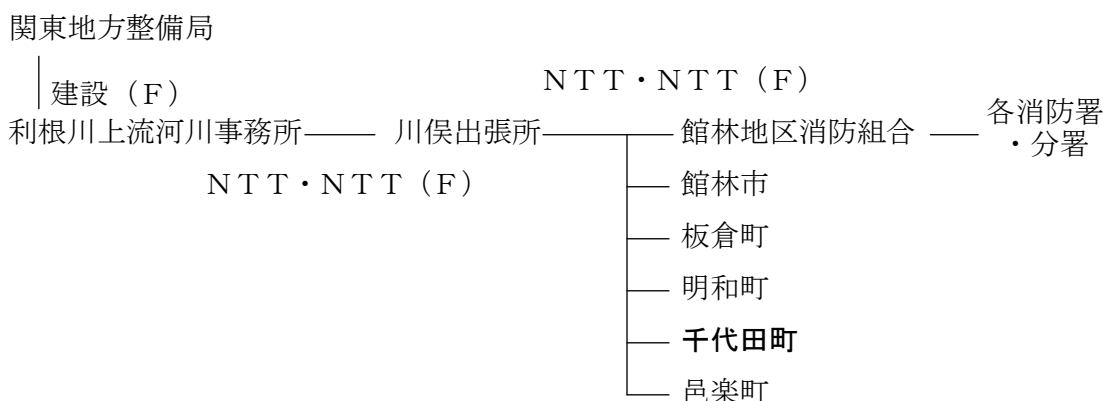 関東地方整備局
建設(F)
NTT・NTT(F)
利根川上流河川事務所
川俣出張所
館林地区消防組合
各消防署
・分署
NTT・NTT(F)
館林市
板倉町
明和町
千代田町
邑楽町